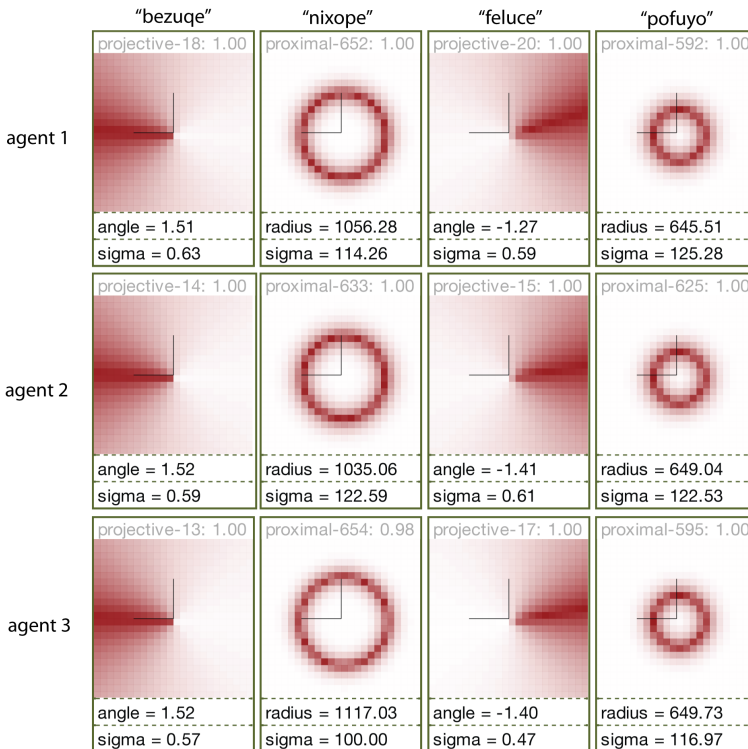 “bezuqe” “nixope” “feluce” “pofuyo”
projective-18: 1.00 proximal-652: 1.00 projective-20: 1.00 proximal-592: 1.00
agent 1
angle = 1.51 radius = 1056.28 angle = -1.27 radius = 645.51
sigma = 0.63 sigma = 114.26 sigma = 0.59 sigma = 125.28
projective-14: 1.00 proximal-633: 1.00 projective-15: 1.00 proximal-625: 1.00
agent 2
angle = 1.52 radius = 1035.06 angle = -1.41 radius = 649.04
sigma = 0.59 sigma = 122.59 sigma = 0.61 sigma = 122.53
projective-13: 1.00 proximal-654: 0.98 projective-17: 1.00 proximal-595: 1.00
agent 3
angle = 1.52 radius = 1117.03 angle = -1.40 radius = 649.73
sigma = 0.57 sigma = 100.00 sigma = 0.47 sigma = 116.97